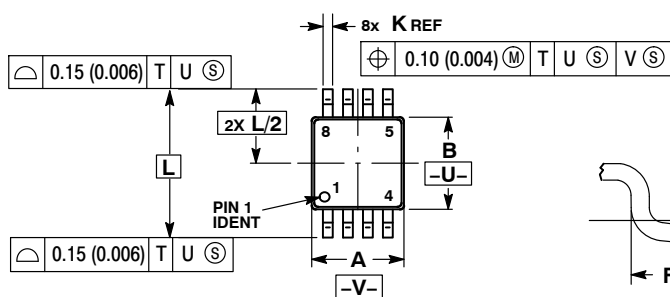 8x K REF
⌖ 0.10 (0.004) Ⓜ T U Ⓢ V Ⓢ
⌓ 0.15 (0.006) T U Ⓢ
2X L/2
8 5
L
B
–U–
PIN 1
IDENT
1 4
⌓ 0.15 (0.006) T U Ⓢ
A
–V–